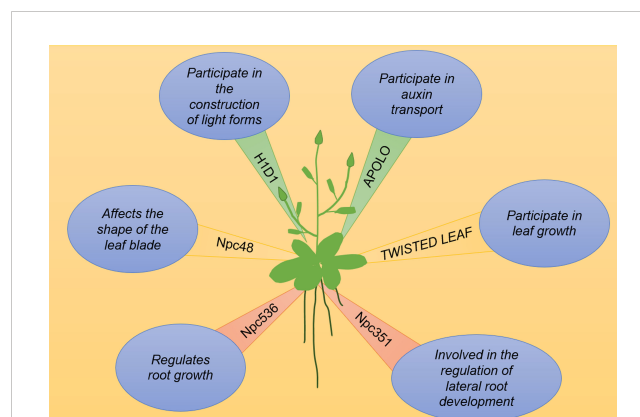 Participate in
the
construction
of light forms
Participate in
auxin
transport
H1D1
APOLO
Affects the
shape of the
leaf blade
Npc48
TWISTED LEAF
Participate in
leaf growth
Npc536
Npc351
Regulates
root growth
Involved in the
regulation of
lateral root
development